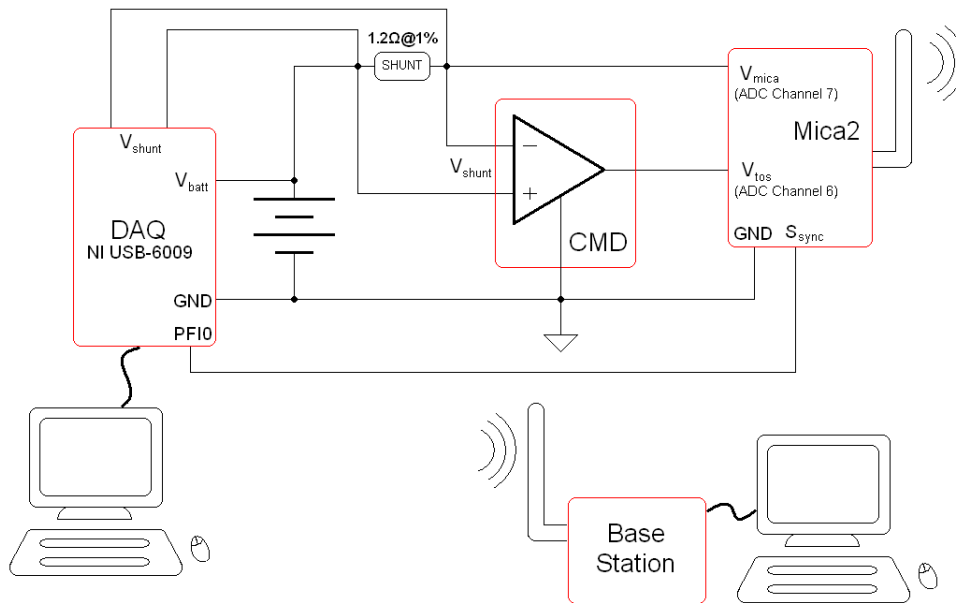 1.2Ω@1%
SHUNT
Vshunt
Vbatt
DAQ
NI USB-6009
GND
PFI0
Vshunt
−
+
CMD
Vmica
(ADC Channel 7)
Mica2
Vtos
(ADC Channel 6)
GND Ssync
Base
Station